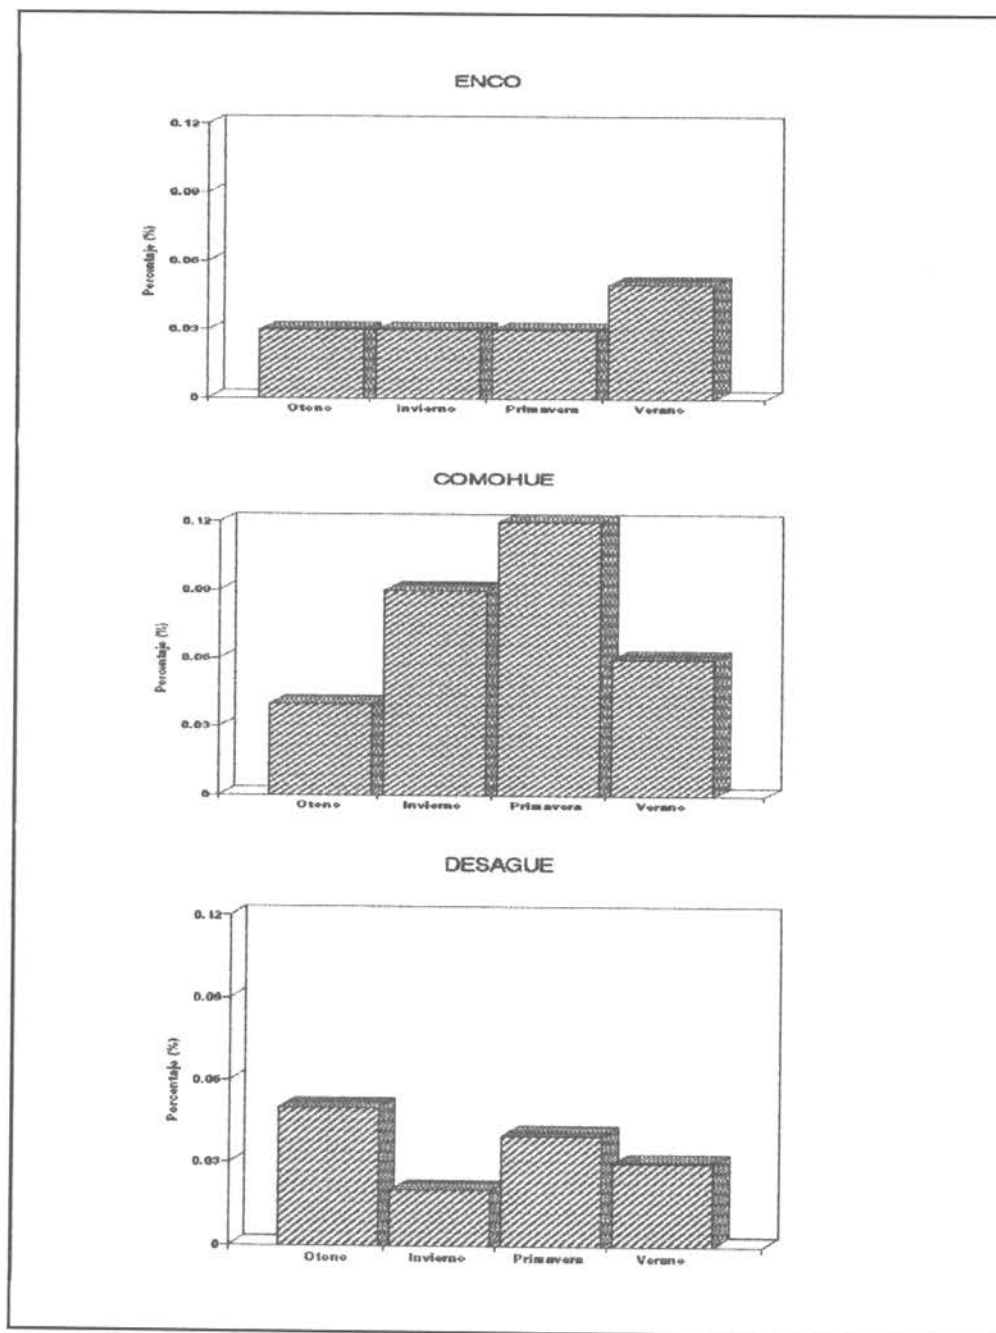 ENCO
0.12
0.09
0.06
0.03
0
Porcentaje (%)
Otono Invierno Primavera Verano
COMOHUE
0.12
0.09
0.06
0.03
0
Porcentaje (%)
Otono Invierno Primavera Verano
DESAGUE
0.12
0.09
0.06
0.03
0
Porcentaje (%)
Otono Invierno Primavera Verano